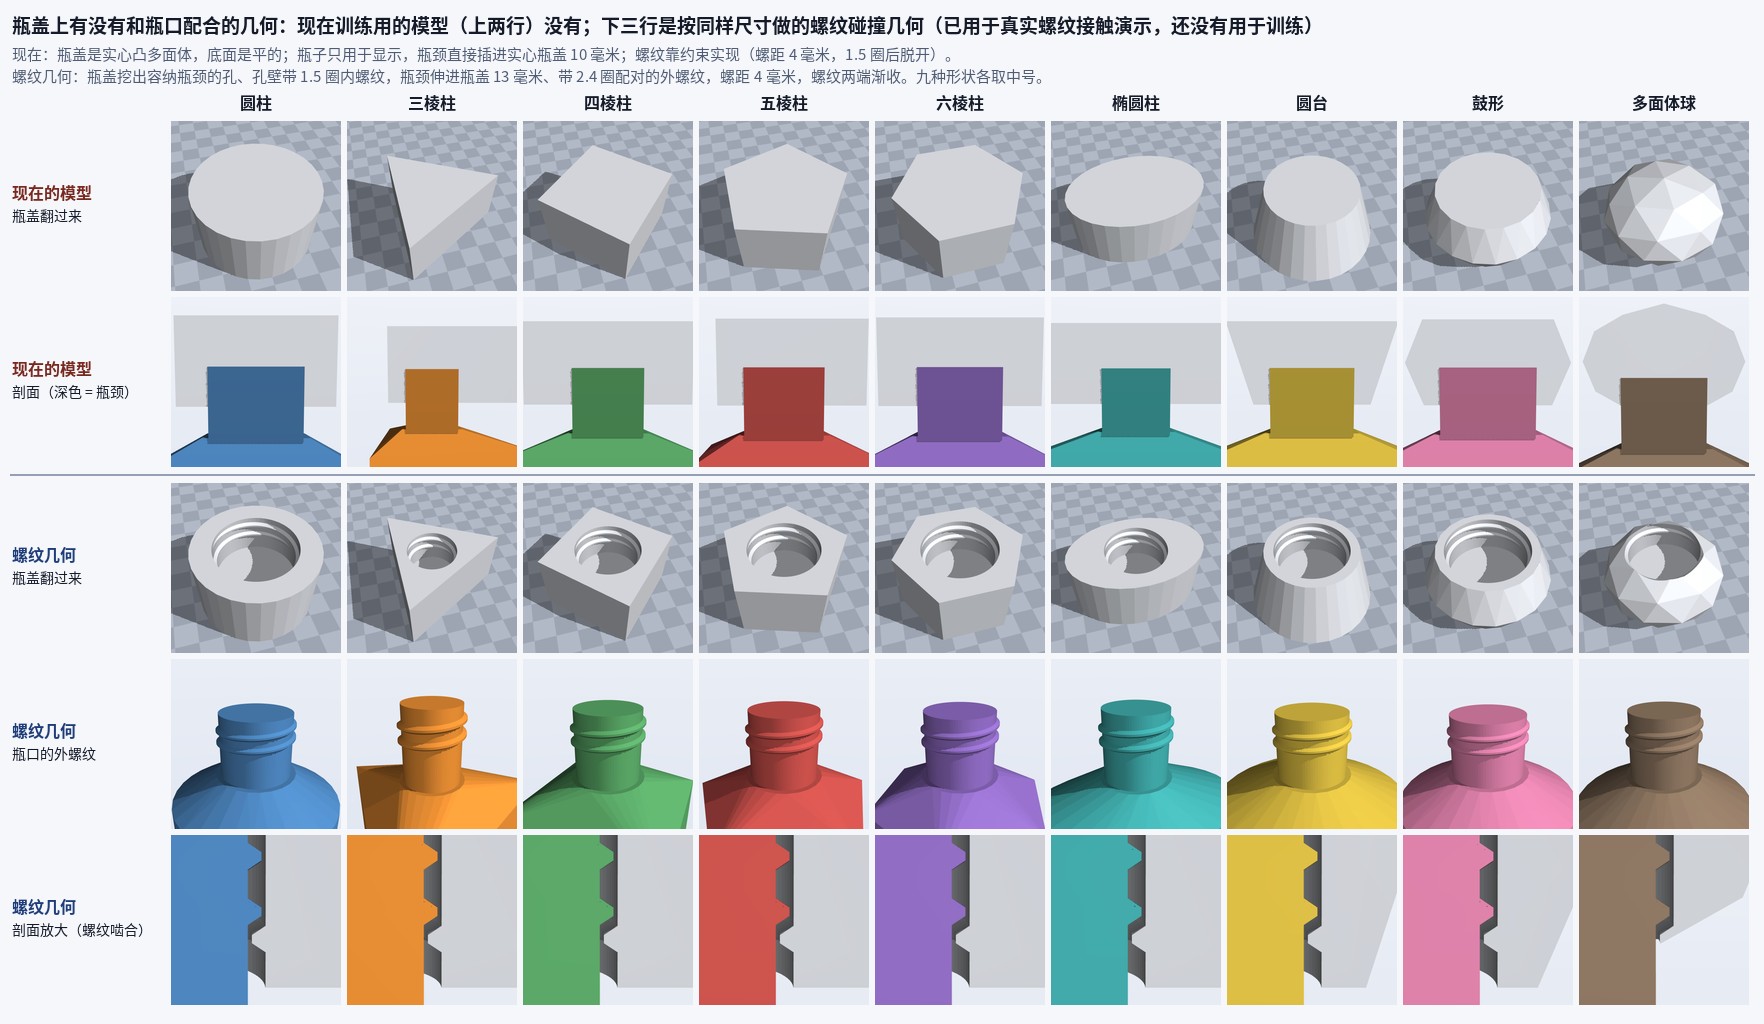 瓶盖上有没有和瓶口配合的几何：现在训练用的模型（上两行）没有；下三行是按同样尺寸做的螺纹碰撞几何（已用于真实螺纹接触演示，还没有用于训练）
现在：瓶盖是实心凸多面体，底面是平的；瓶子只用于显示，瓶颈直接插进实心瓶盖 10 毫米；螺纹靠约束实现（螺距 4 毫米，1.5 圈后脱开）。
螺纹几何：瓶盖挖出容纳瓶颈的孔、孔壁带 1.5 圈内螺纹，瓶颈伸进瓶盖 13 毫米、带 2.4 圈配对的外螺纹，螺距 4 毫米，螺纹两端渐收。九种形状各取中号。
圆柱 三棱柱 四棱柱 五棱柱 六棱柱 椭圆柱 圆台 鼓形 多面体球
现在的模型
瓶盖翻过来
现在的模型
剖面（深色 = 瓶颈）
螺纹几何
瓶盖翻过来
螺纹几何
瓶口的外螺纹
螺纹几何
剖面放大（螺纹啮合）